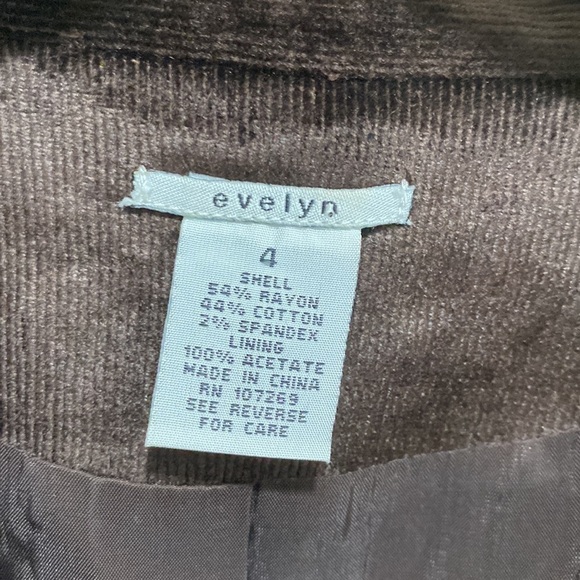 evelyn
4
SHELL
54% RAYON
44% COTTON
2% SPANDEX
LINING
100% ACETATE
MADE IN CHINA
RN 107269
SEE REVERSE
FOR CARE